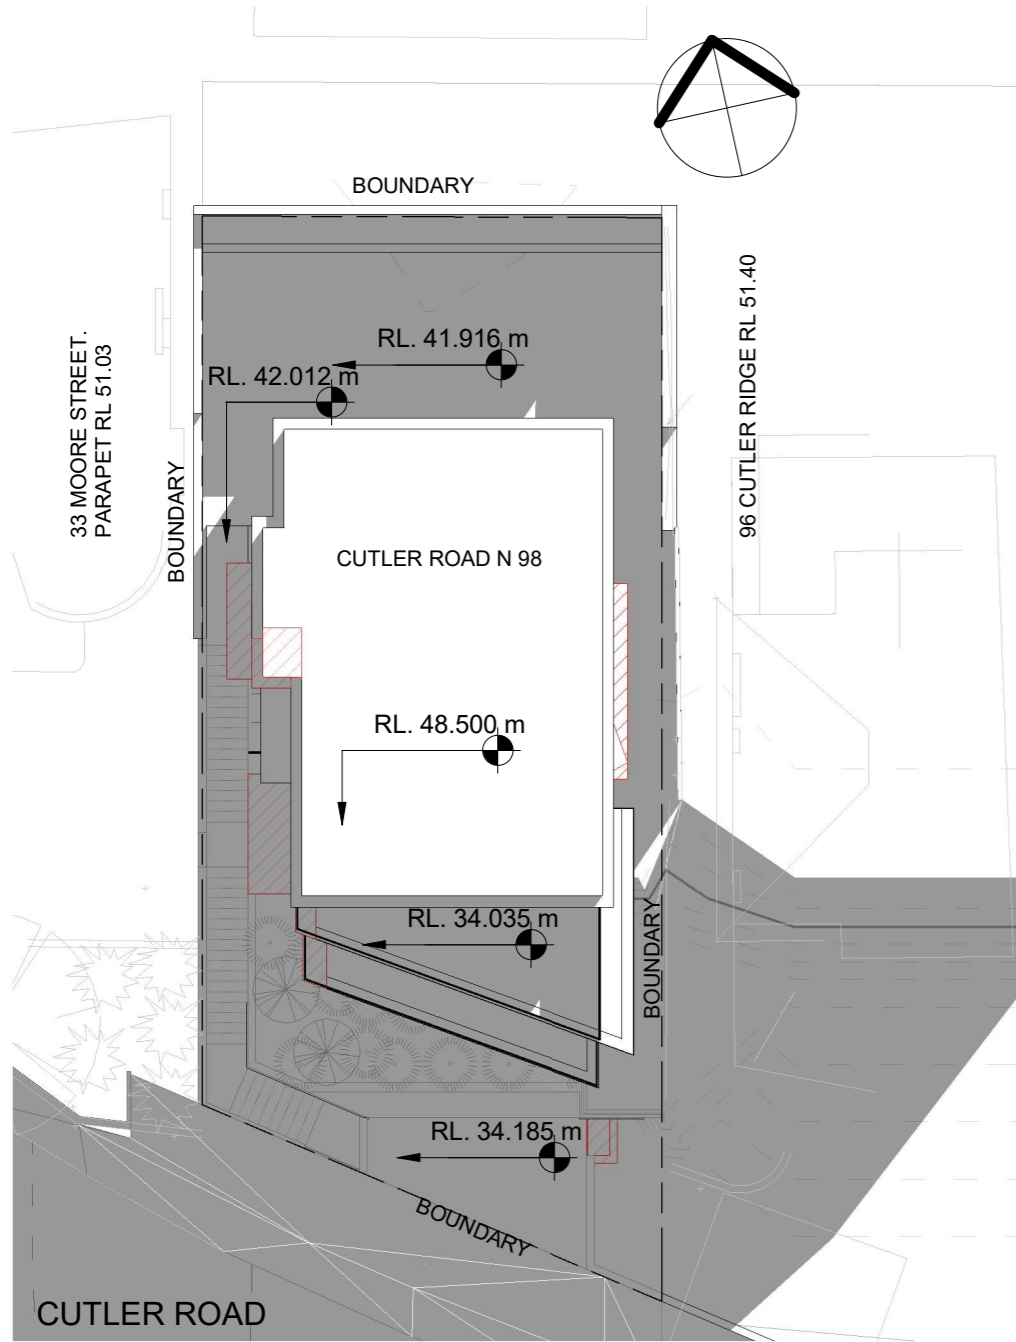 BOUNDARY
RL. 41.916 m
RL. 42.012 m
33 MOORE STREET.
PARAPET RL 51.03
96 CUTLER RIDGE RL 51.40
BOUNDARY
CUTLER ROAD N 98
RL. 48.500 m
RL. 34.035 m
BOUNDARY
RL. 34.185 m
BOUNDARY
CUTLER ROAD